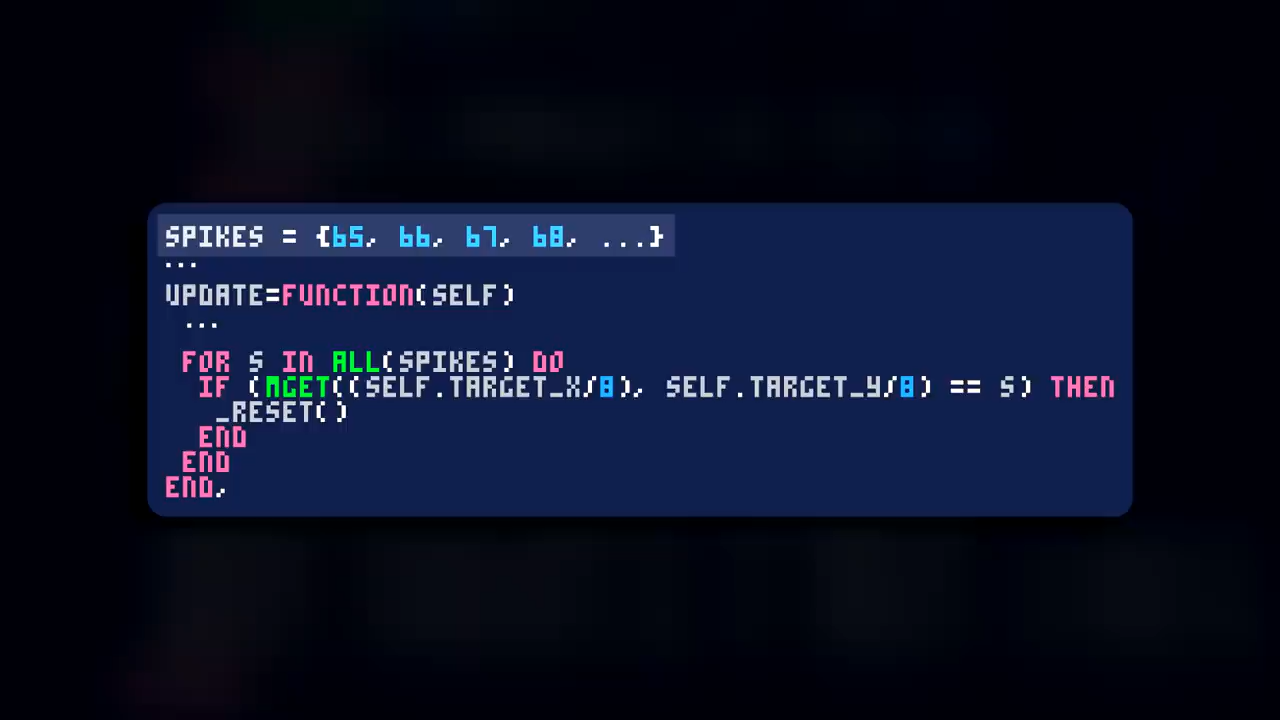 SPIKES = {65, 66, 67, 68, ...}
...
UPDATE=FUNCTION(SELF)
...
FOR S IN ALL(SPIKES) DO
IF (MGET((SELF.TARGET_X/8), SELF.TARGET_Y/8) == S) THEN
_RESET()
END
END
END,